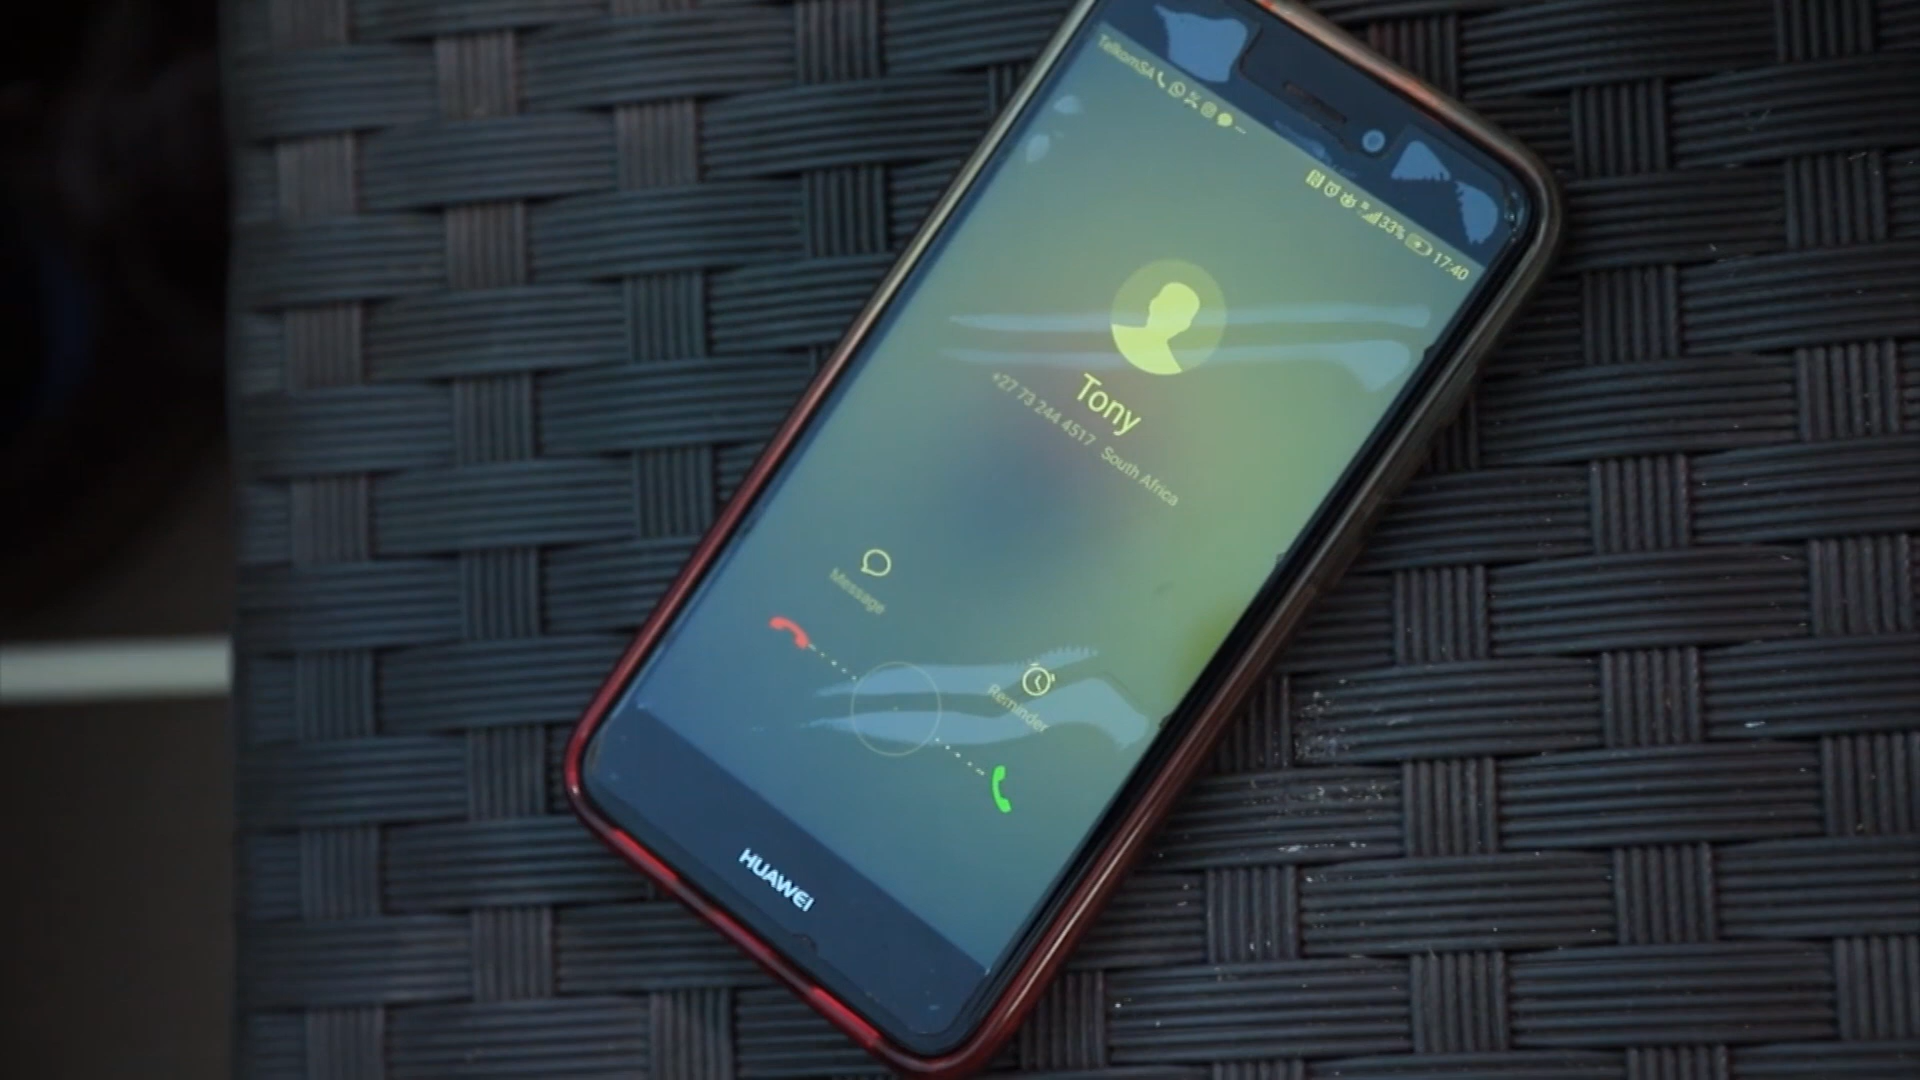 TelkomSA
33% 17:40
Tony
+27 73 244 4517 South Africa
Message
Reminder
HUAWEI